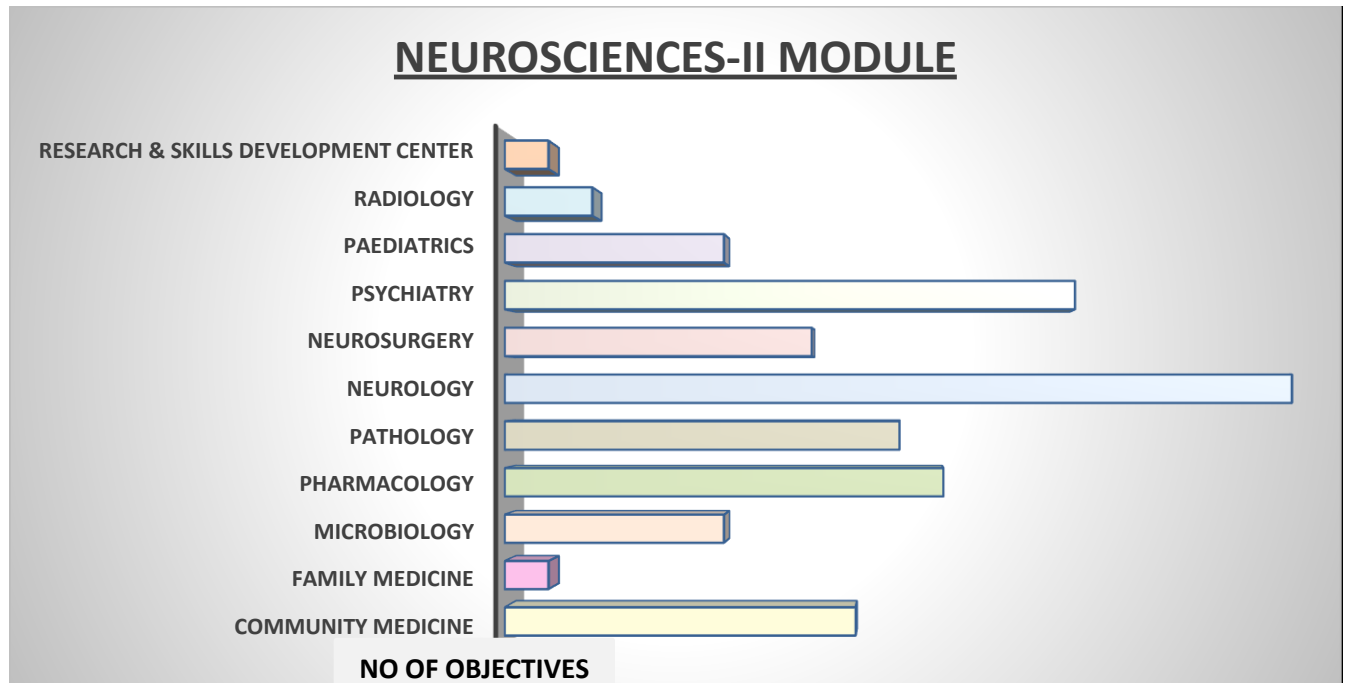 NEUROSCIENCES-II MODULE
RESEARCH & SKILLS DEVELOPMENT CENTER
RADIOLOGY
PAEDIATRICS
PSYCHIATRY
NEUROSURGERY
NEUROLOGY
PATHOLOGY
PHARMACOLOGY
MICROBIOLOGY
FAMILY MEDICINE
COMMUNITY MEDICINE
NO OF OBJECTIVES